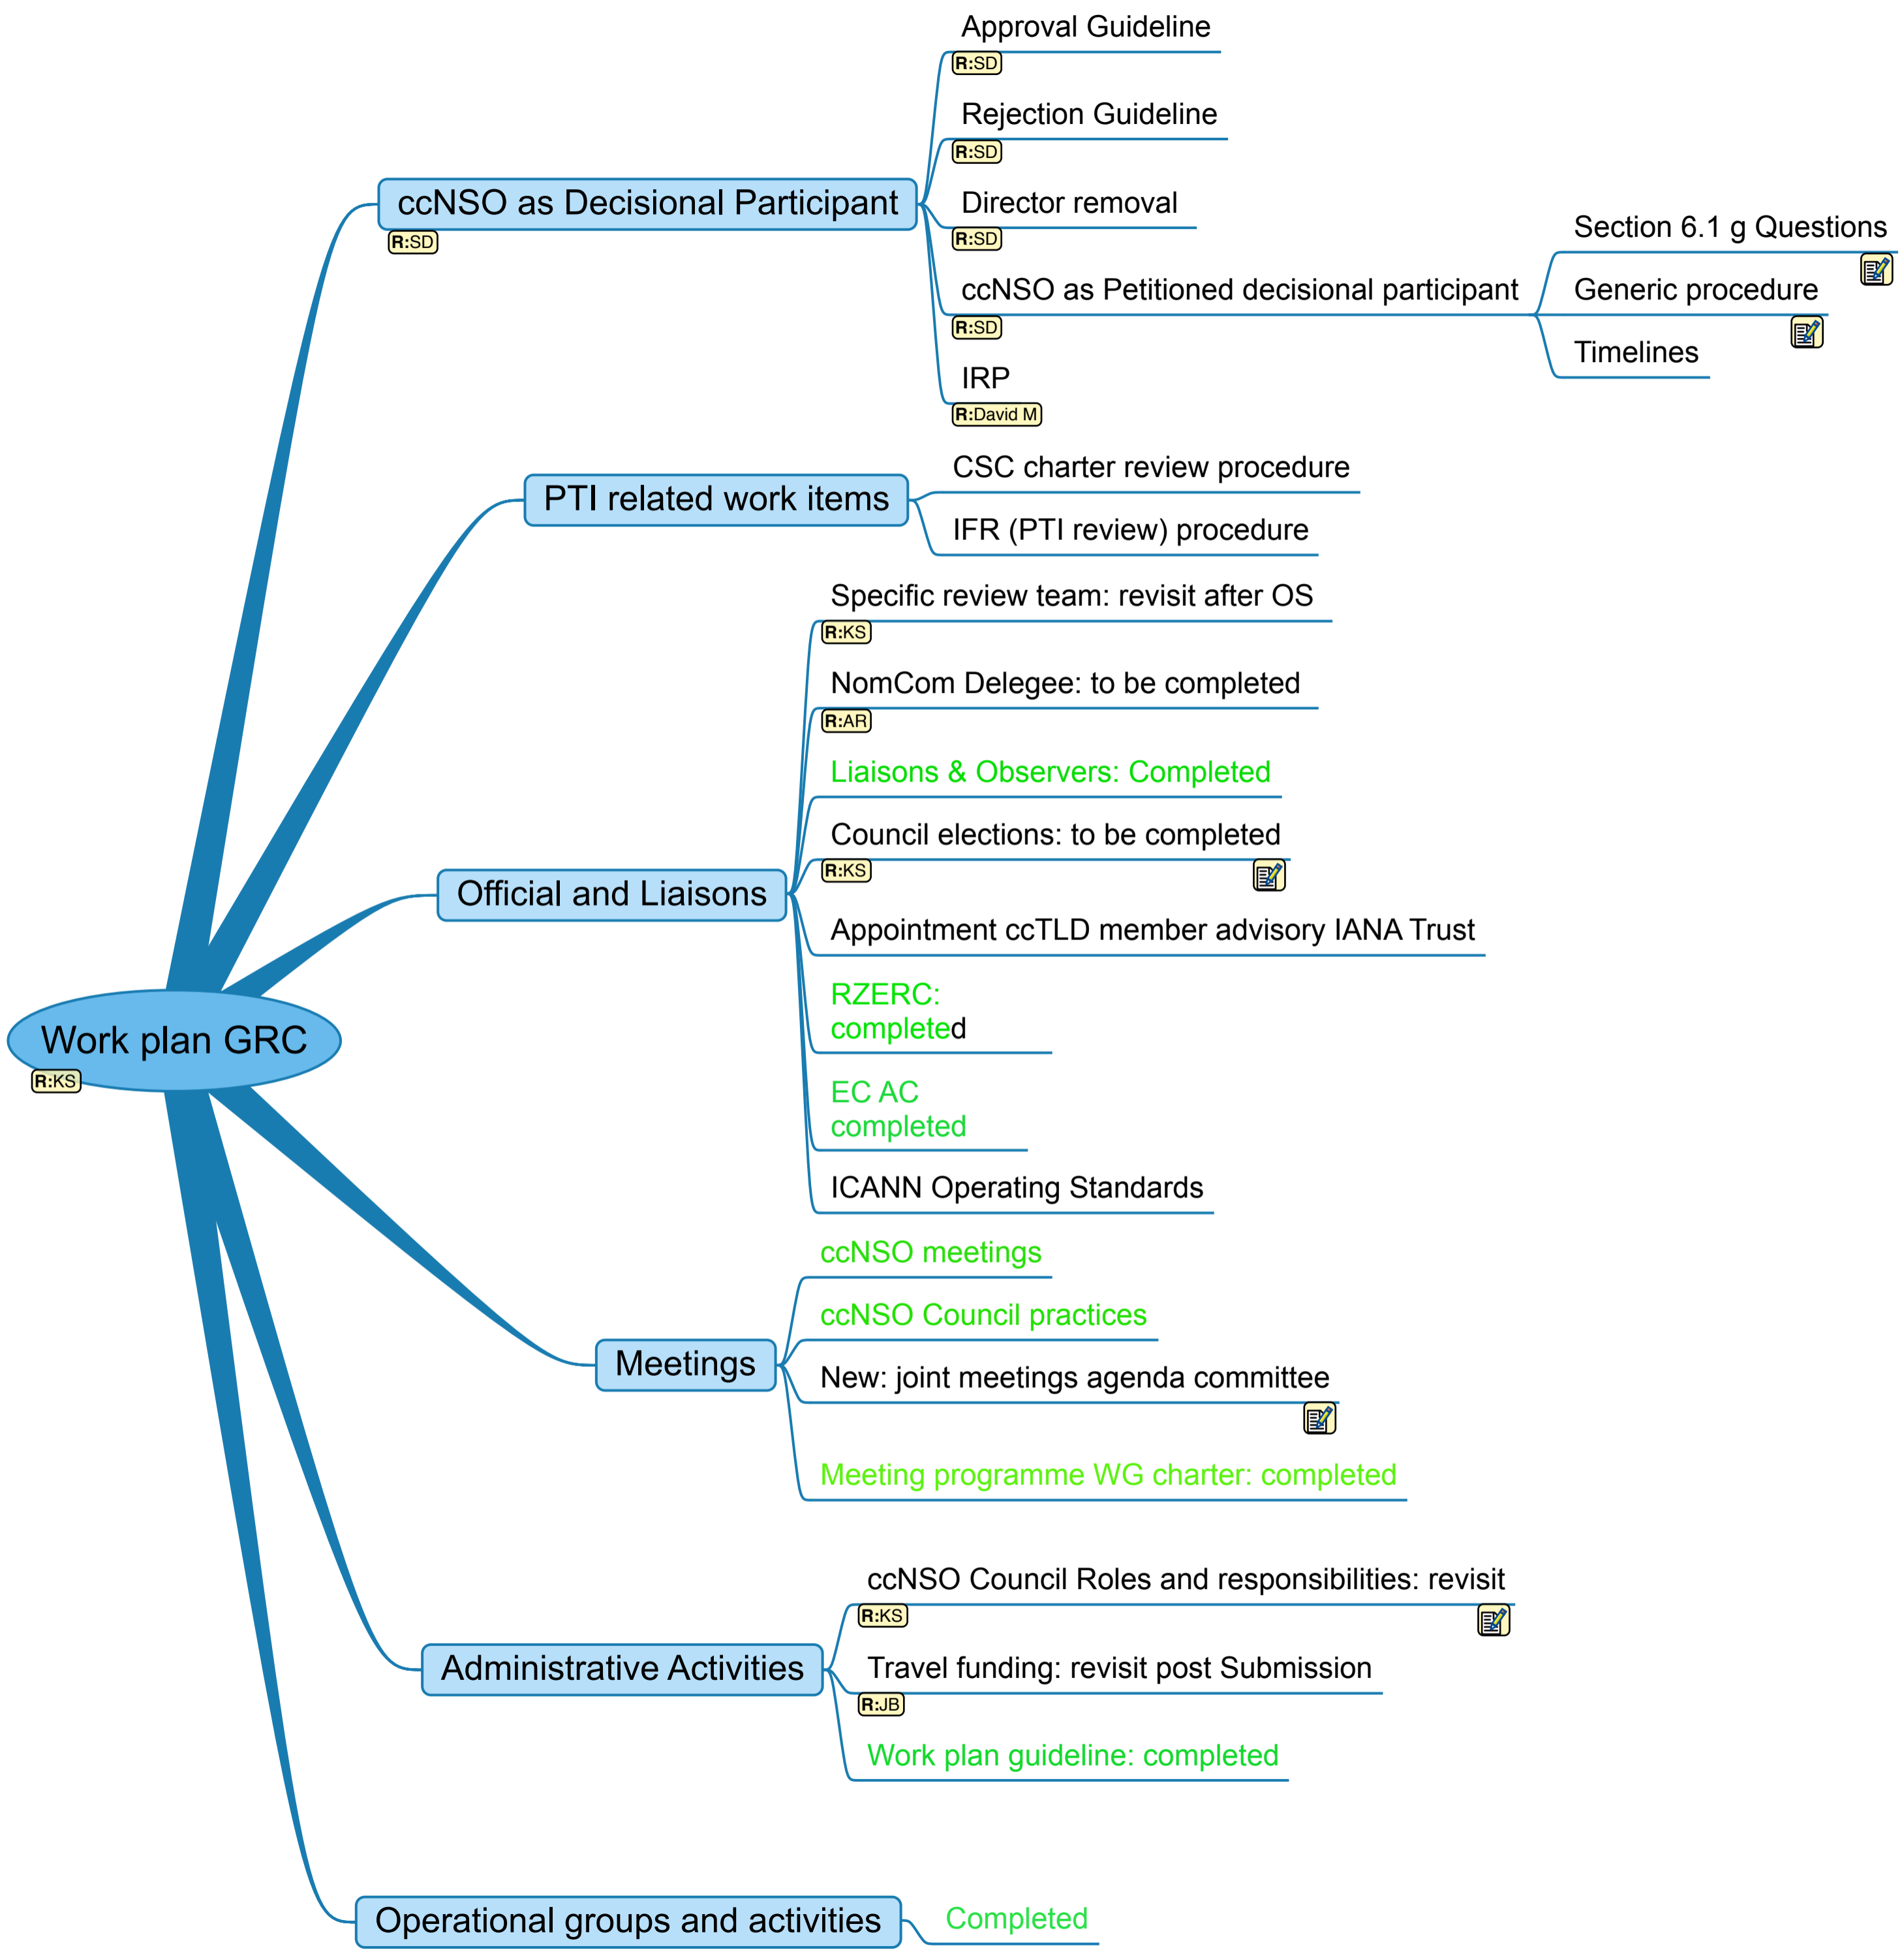 Approval Guideline
R:SD
Rejection Guideline
R:SD
ccNSO as Decisional Participant
R:SD
Director removal
R:SD
Section 6.1 g Questions
ccNSO as Petitioned decisional participant
R:SD
Generic procedure
Timelines
IRP
R:David M
PTI related work items
CSC charter review procedure
IFR (PTI review) procedure
Specific review team: revisit after OS
R:KS
NomCom Delegee: to be completed
R:AR
Liaisons & Observers: Completed
Council elections: to be completed
R:KS
Official and Liaisons
Appointment ccTLD member advisory IANA Trust
RZERC:
completed
EC AC
completed
ICANN Operating Standards
Work plan GRC
R:KS
ccNSO meetings
ccNSO Council practices
Meetings
New: joint meetings agenda committee
Meeting programme WG charter: completed
ccNSO Council Roles and responsibilities: revisit
R:KS
Administrative Activities
Travel funding: revisit post Submission
R:JB
Work plan guideline: completed
Operational groups and activities
Completed